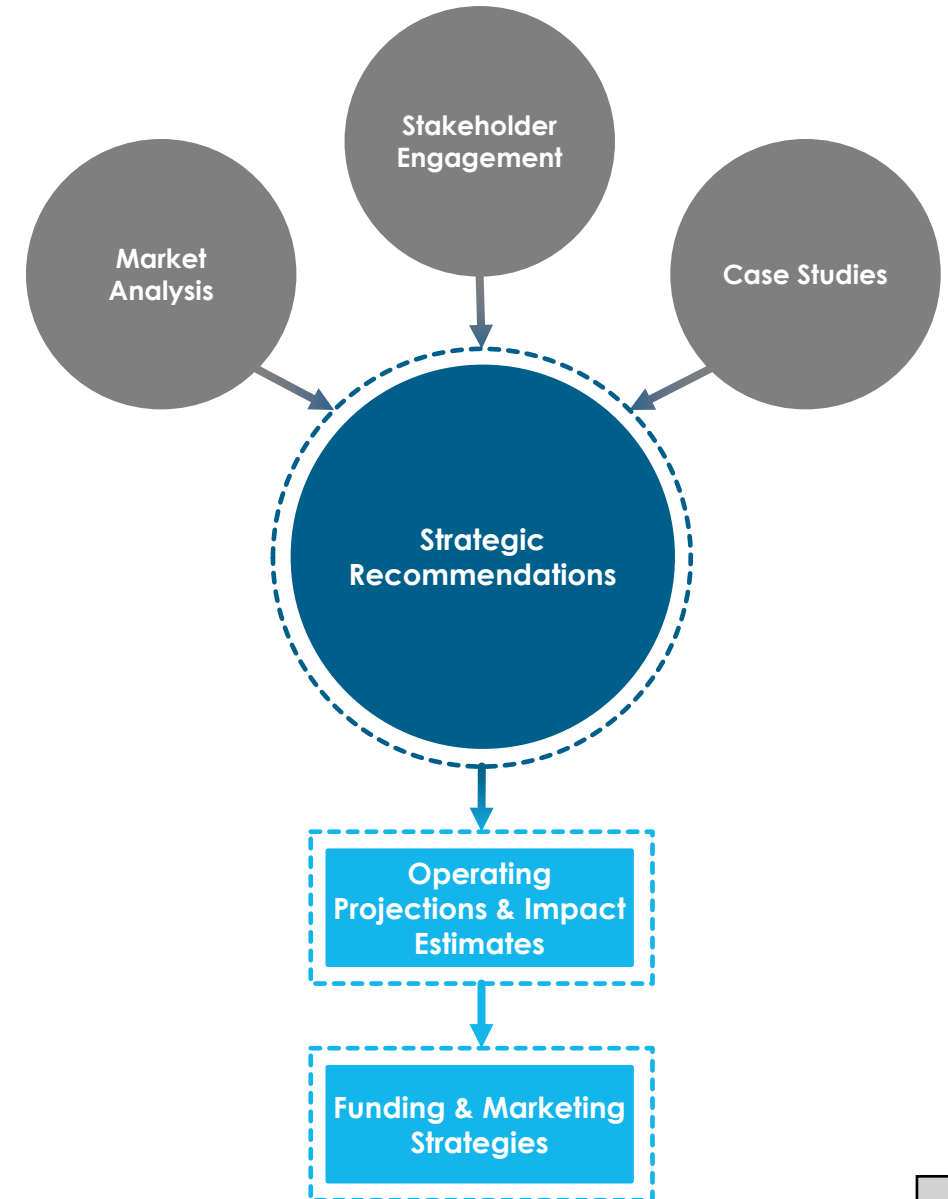 Stakeholder
Engagement
Market
Analysis
Case Studies
Strategic
Recommendations
Operating
Projections & Impact
Estimates
Funding & Marketing
Strategies